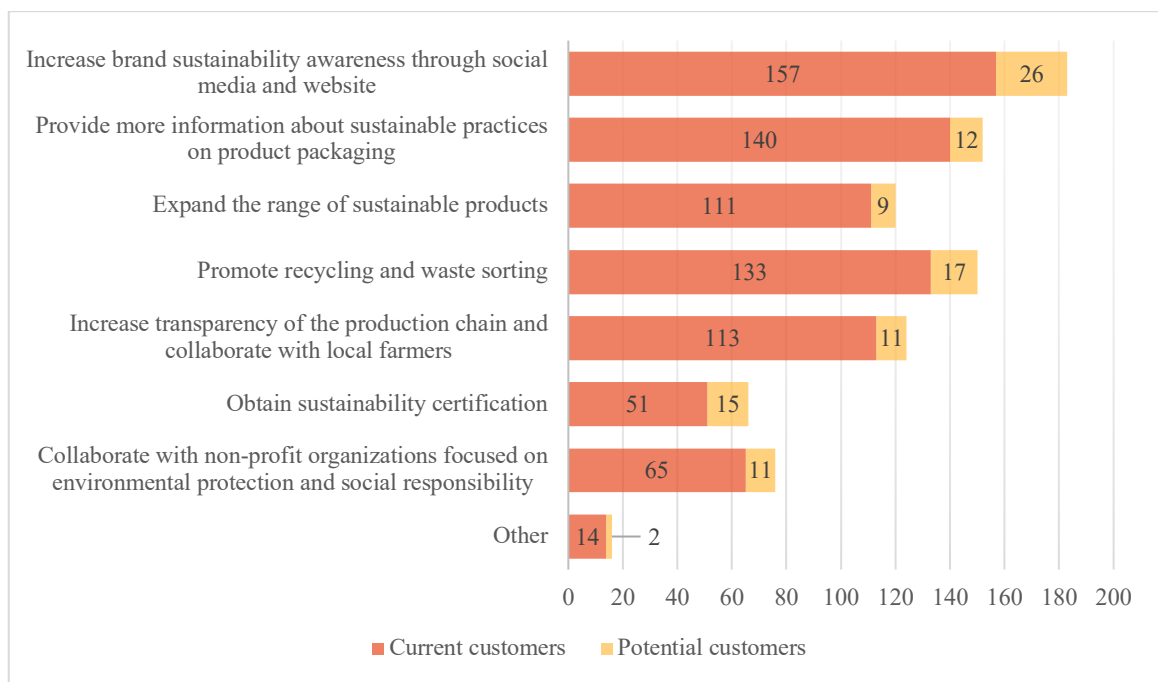 Increase brand sustainability awareness through social
media and website
157 26
Provide more information about sustainable practices
on product packaging
140 12
Expand the range of sustainable products
111 9
Promote recycling and waste sorting
133 17
Increase transparency of the production chain and
collaborate with local farmers
113 11
Obtain sustainability certification
51 15
Collaborate with non-profit organizations focused on
environmental protection and social responsibility
65 11
Other
14 2
0 20 40 60 80 100 120 140 160 180 200
Current customers Potential customers